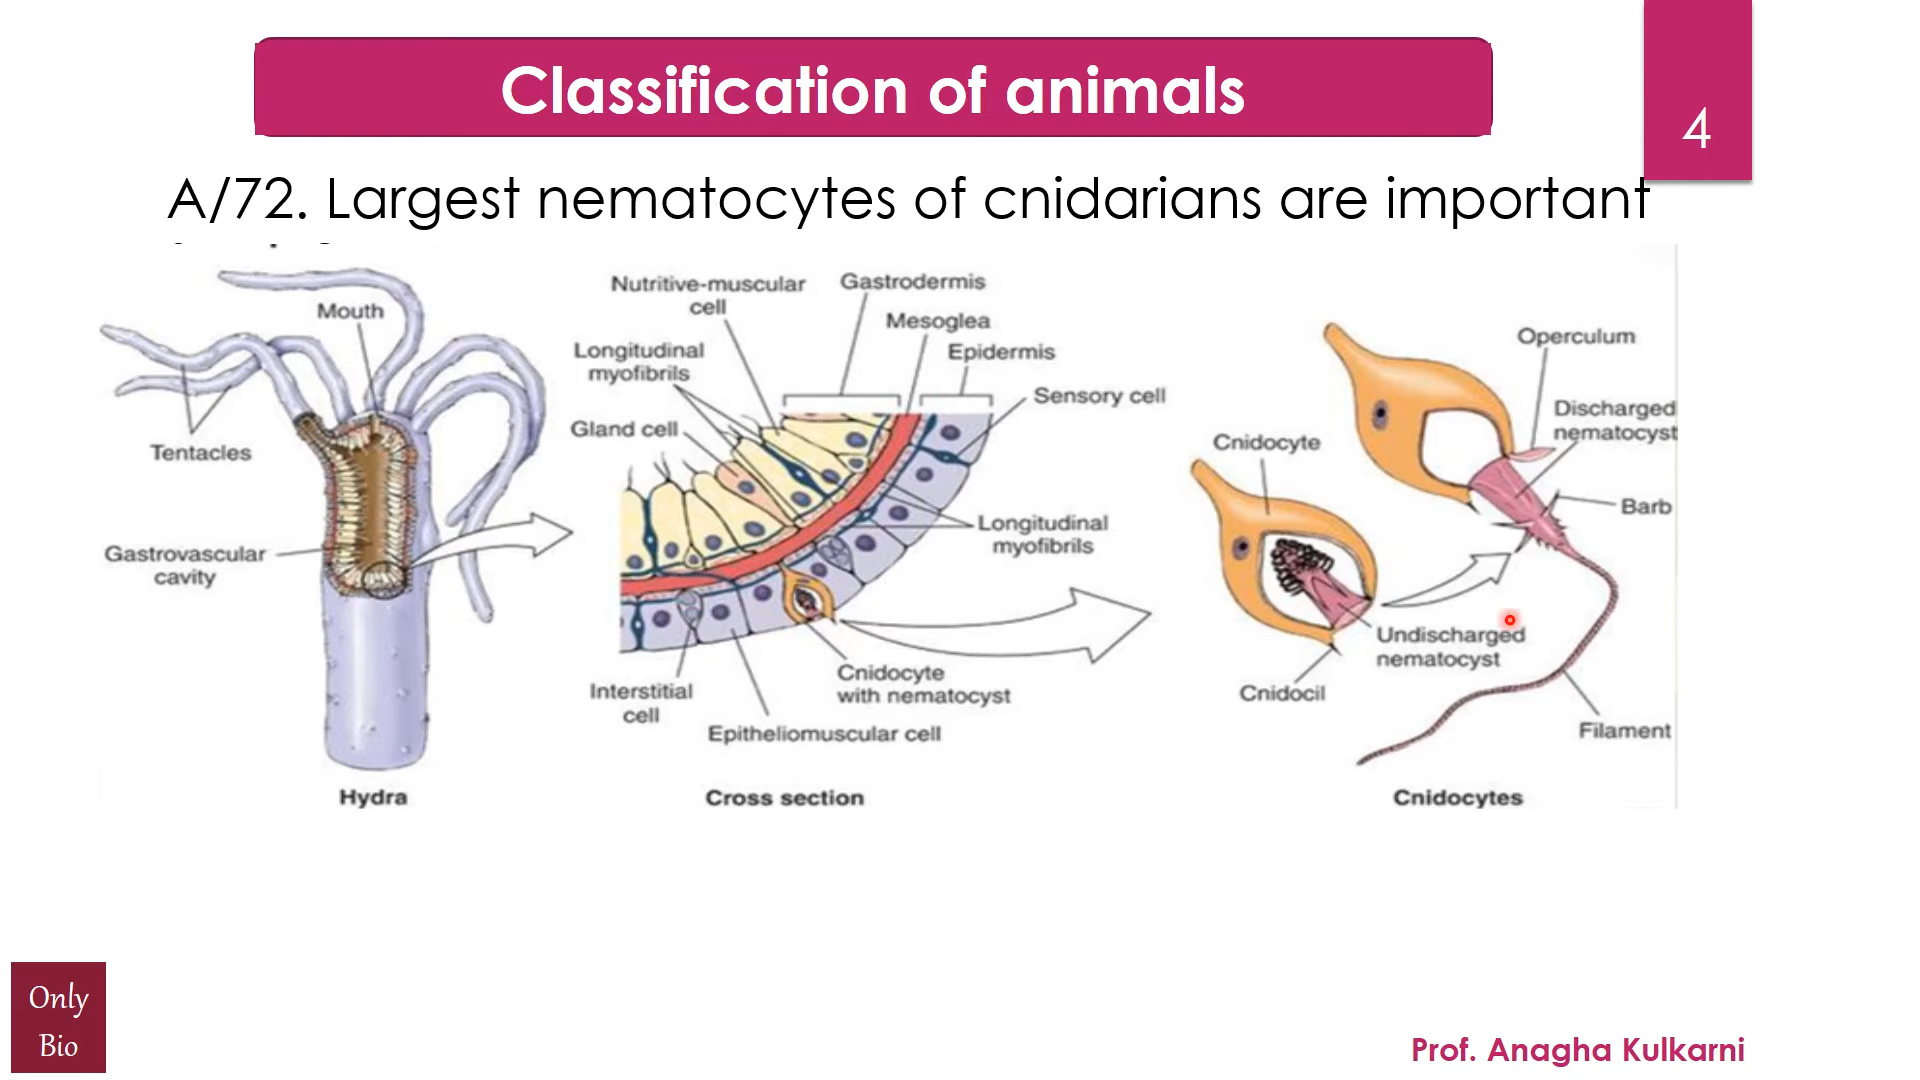 Classification of animals
4
A/72. Largest nematocytes of cnidarians are important
Mouth
Tentacles
Gastrovascular
cavity
Hydra
Nutritive-muscular
cell
Gastrodermis
Mesoglea
Epidermis
Longitudinal
myofibrils
Sensory cell
Gland cell
Longitudinal
myofibrils
Interstitial
cell
Cnidocyte
with nematocyst
Epitheliomuscular cell
Cross section
Operculum
Discharged
nematocyst
Cnidocyte
Barb
Undischarged
nematocyst
Cnidocil
Filament
Cnidocytes
Only
Bio
Prof. Anagha Kulkarni